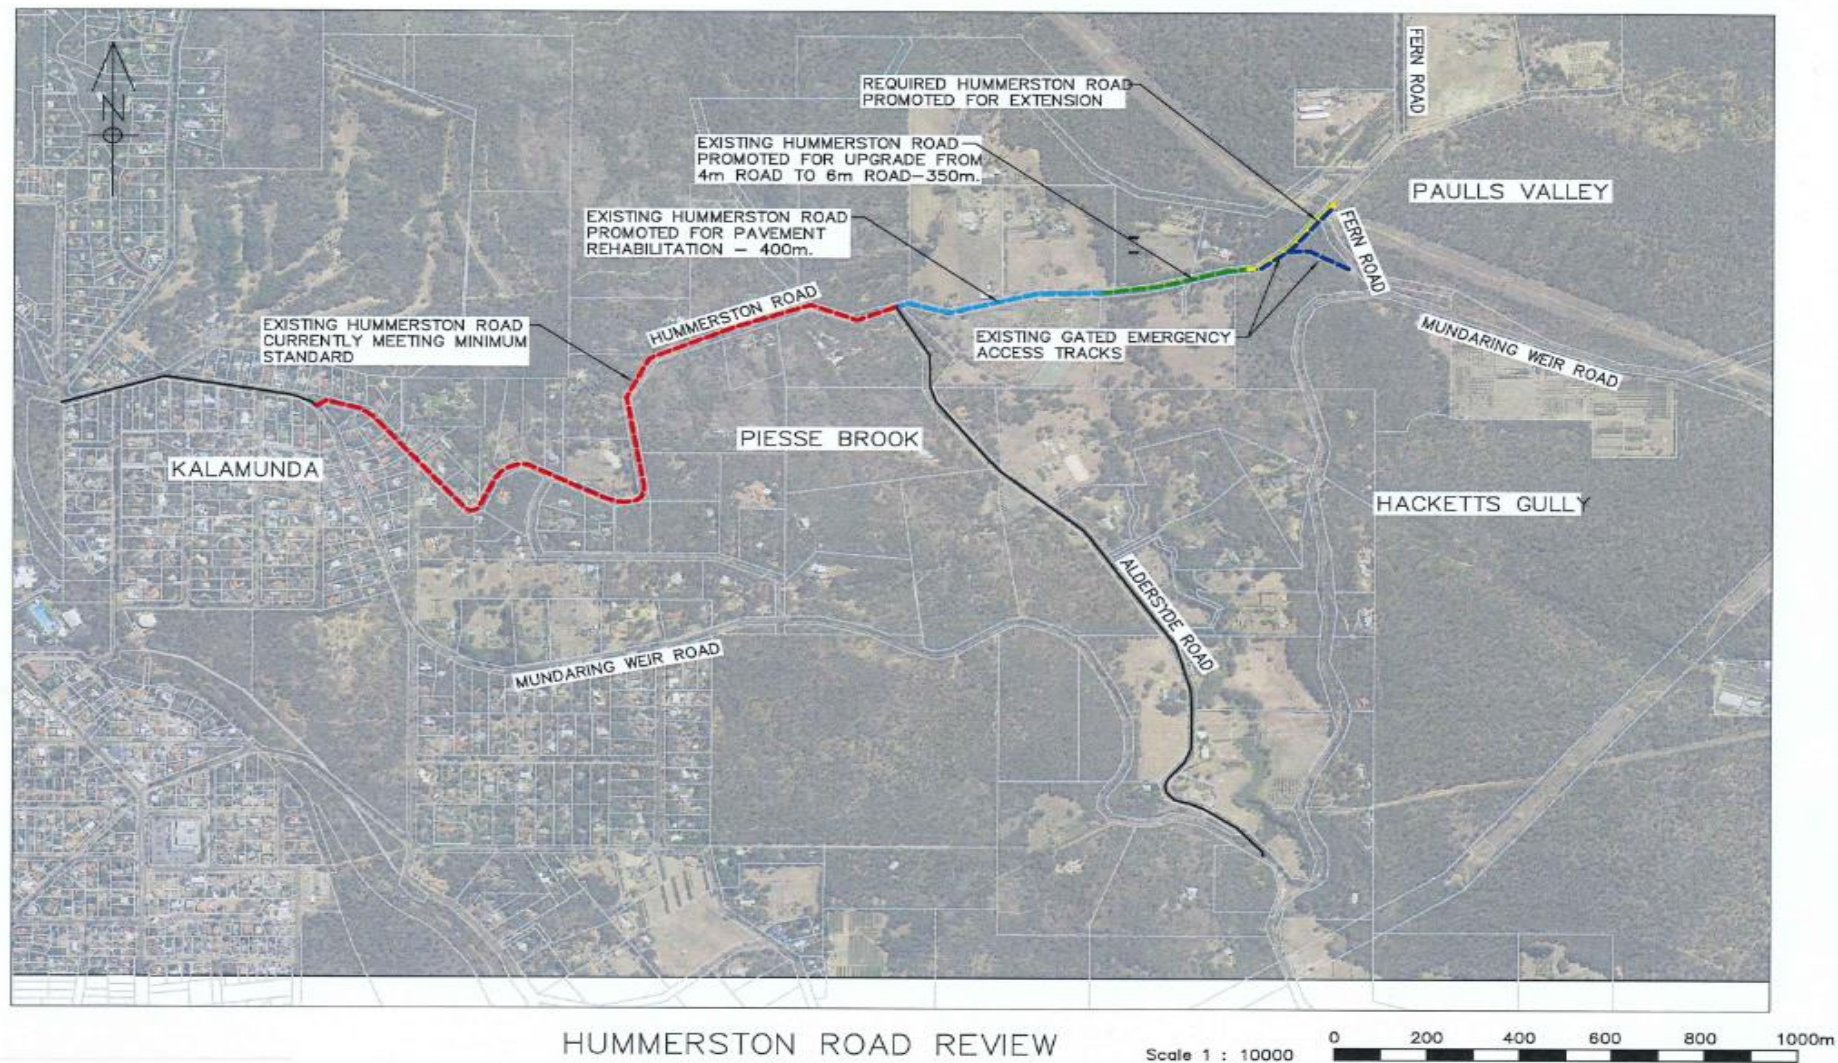 FERN ROAD
REQUIRED HUMMERSTON ROAD
PROMOTED FOR EXTENSION
EXISTING HUMMERSTON ROAD
PROMOTED FOR UPGRADE FROM
4m ROAD TO 6m ROAD-350m.
N
PAULLS VALLEY
EXISTING HUMMERSTON ROAD
PROMOTED FOR PAVEMENT
REHABILITATION - 400m.
FERN ROAD
HUMMERSTON ROAD
EXISTING HUMMERSTON ROAD
CURRENTLY MEETING MINIMUM
STANDARD
EXISTING GATED EMERGENCY
ACCESS TRACKS
MUNDARING WEIR ROAD
KALAMUNDA
PIESSE BROOK
HACKETTS GULLY
ALDERSYDE ROAD
MUNDARING WEIR ROAD
HUMMERSTON ROAD REVIEW
Scale 1 : 10000
0 200 400 600 800 1000m